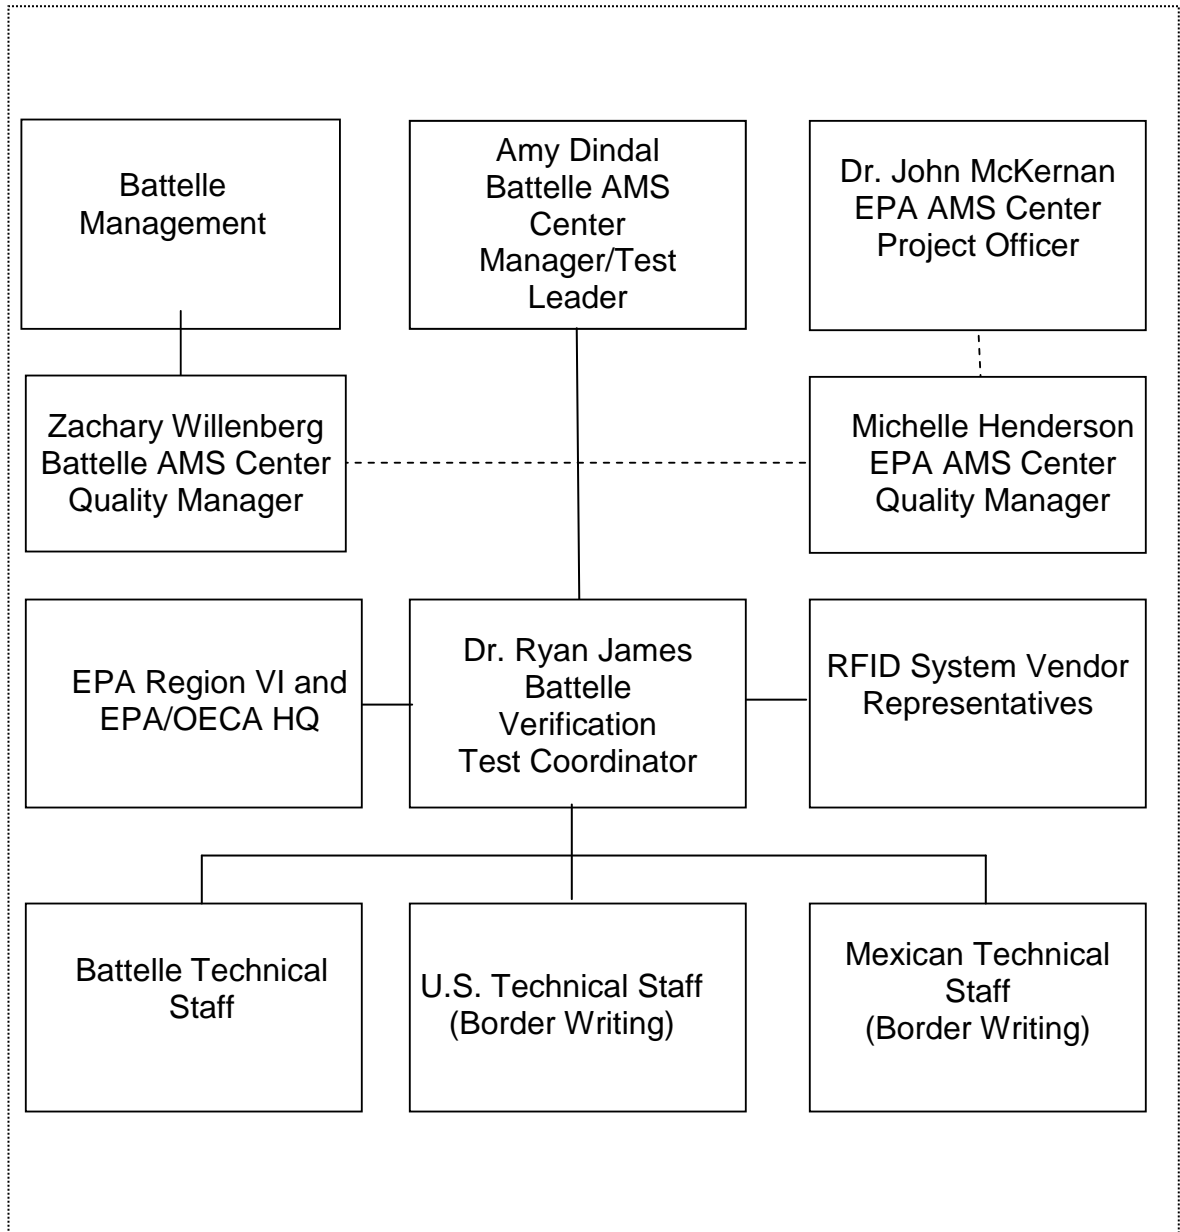 Battelle
Management
Amy Dindal
Battelle AMS
Center
Manager/Test
Leader
Dr. John McKernan
EPA AMS Center
Project Officer
Zachary Willenberg
Battelle AMS Center
Quality Manager
Michelle Henderson
EPA AMS Center
Quality Manager
EPA Region VI and
EPA/OECA HQ
Dr. Ryan James
Battelle
Verification
Test Coordinator
RFID System Vendor
Representatives
Battelle Technical
Staff
U.S. Technical Staff
(Border Writing)
Mexican Technical
Staff
(Border Writing)